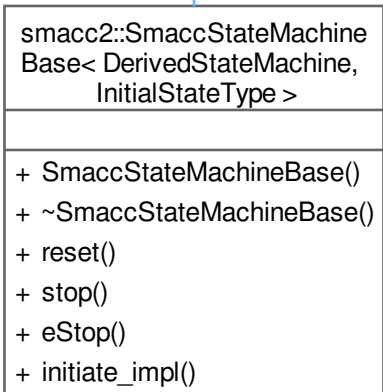 smacc2::SmaccStateMachine
Base< DerivedStateMachine,
InitialStateType >
+ SmaccStateMachineBase()
+ ~SmaccStateMachineBase()
+ reset()
+ stop()
+ eStop()
+ initiate_impl()